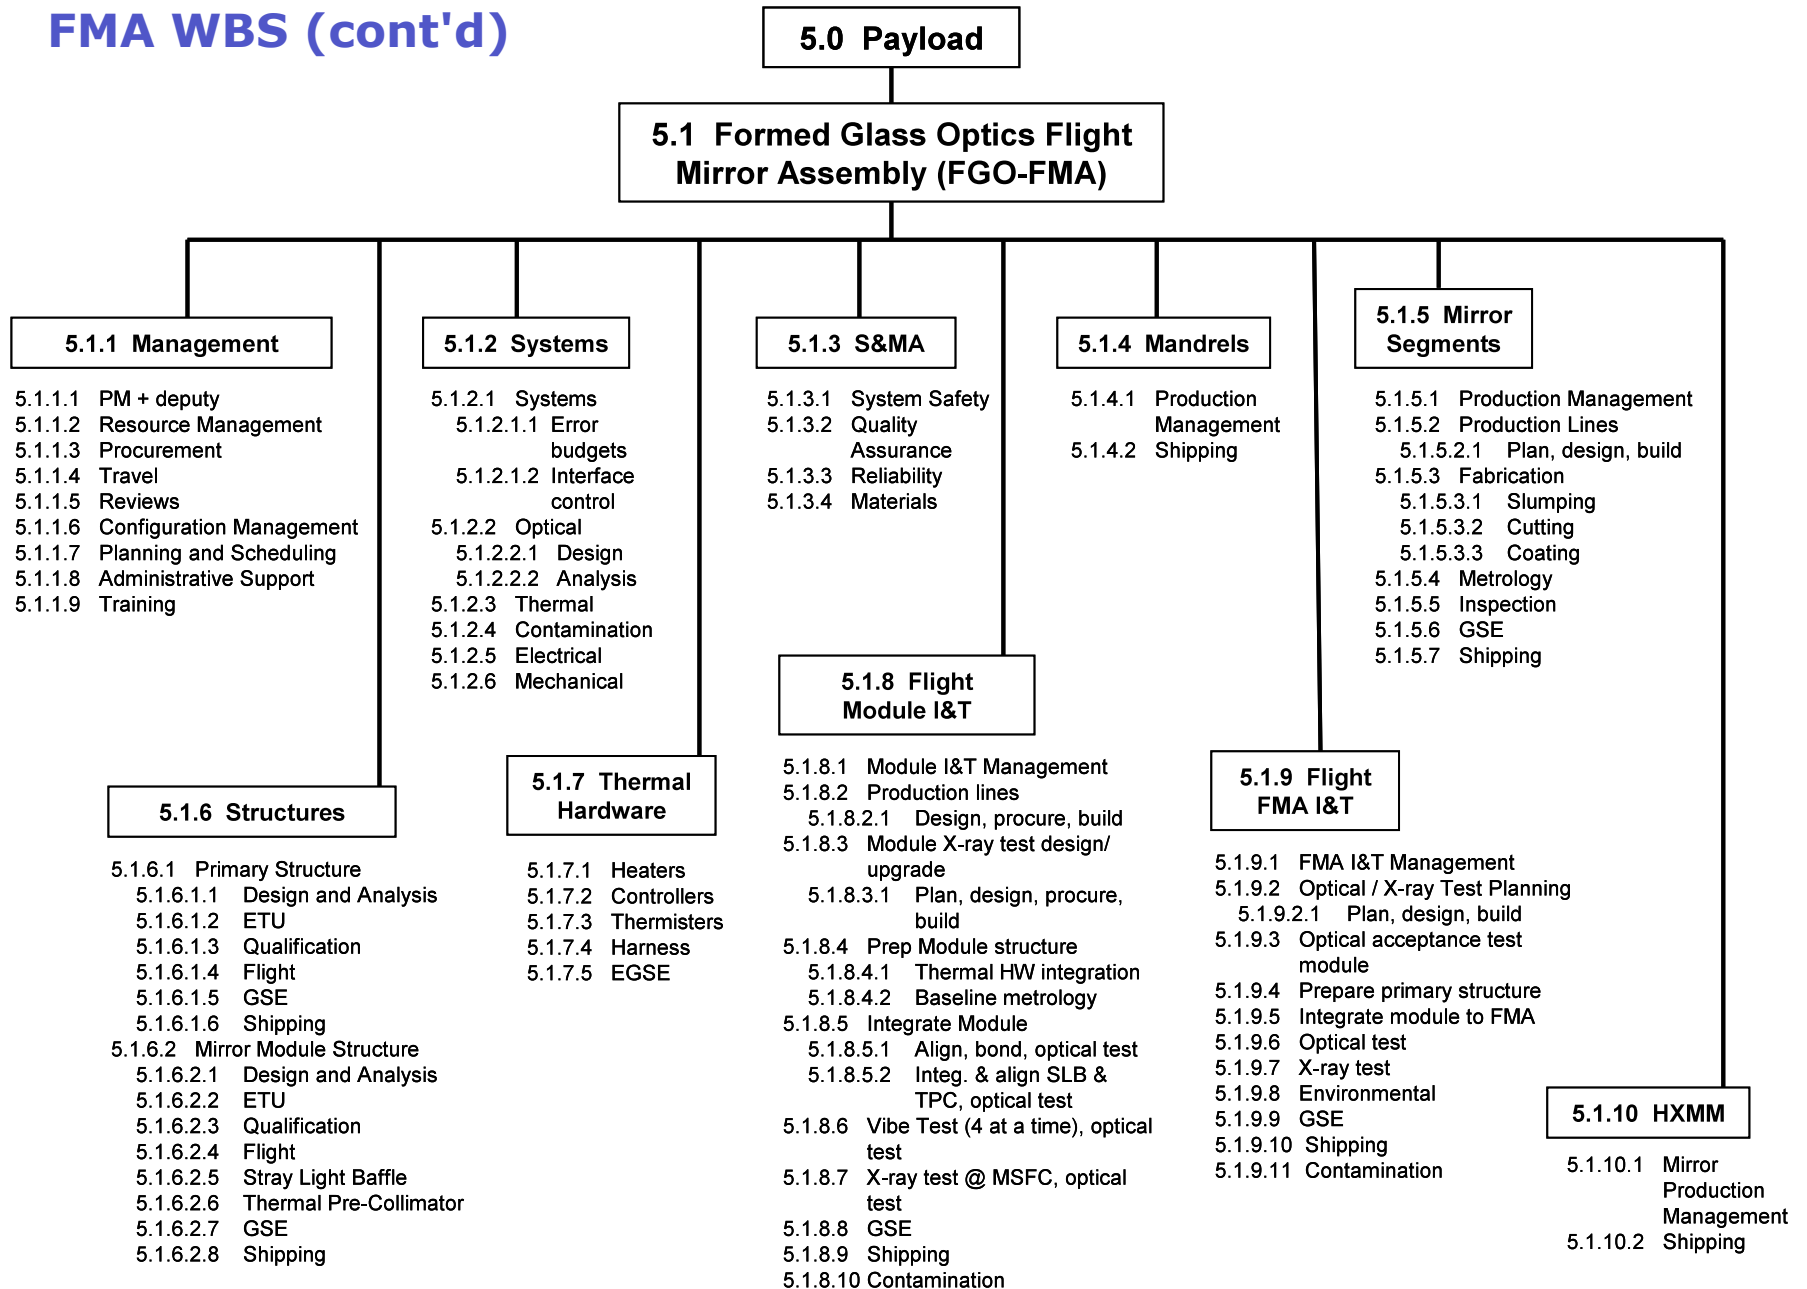 FMA WBS (cont'd)
5.0 Payload
5.1 Formed Glass Optics Flight
Mirror Assembly (FGO-FMA)
5.1.1 Management
5.1.1.1 PM + deputy
5.1.1.2 Resource Management
5.1.1.3 Procurement
5.1.1.4 Travel
5.1.1.5 Reviews
5.1.1.6 Configuration Management
5.1.1.7 Planning and Scheduling
5.1.1.8 Administrative Support
5.1.1.9 Training
5.1.2 Systems
5.1.2.1 Systems
5.1.2.1.1 Error
budgets
5.1.2.1.2 Interface
control
5.1.2.2 Optical
5.1.2.2.1 Design
5.1.2.2.2 Analysis
5.1.2.3 Thermal
5.1.2.4 Contamination
5.1.2.5 Electrical
5.1.2.6 Mechanical
5.1.3 S&MA
5.1.3.1 System Safety
5.1.3.2 Quality
Assurance
5.1.3.3 Reliability
5.1.3.4 Materials
5.1.4 Mandrels
5.1.4.1 Production
Management
5.1.4.2 Shipping
5.1.5 Mirror
Segments
5.1.5.1 Production Management
5.1.5.2 Production Lines
5.1.5.2.1 Plan, design, build
5.1.5.3 Fabrication
5.1.5.3.1 Slumping
5.1.5.3.2 Cutting
5.1.5.3.3 Coating
5.1.5.4 Metrology
5.1.5.5 Inspection
5.1.5.6 GSE
5.1.5.7 Shipping
5.1.6 Structures
5.1.6.1 Primary Structure
5.1.6.1.1 Design and Analysis
5.1.6.1.2 ETU
5.1.6.1.3 Qualification
5.1.6.1.4 Flight
5.1.6.1.5 GSE
5.1.6.1.6 Shipping
5.1.6.2 Mirror Module Structure
5.1.6.2.1 Design and Analysis
5.1.6.2.2 ETU
5.1.6.2.3 Qualification
5.1.6.2.4 Flight
5.1.6.2.5 Stray Light Baffle
5.1.6.2.6 Thermal Pre-Collimator
5.1.6.2.7 GSE
5.1.6.2.8 Shipping
5.1.7 Thermal
Hardware
5.1.7.1 Heaters
5.1.7.2 Controllers
5.1.7.3 Thermisters
5.1.7.4 Harness
5.1.7.5 EGSE
5.1.8 Flight
Module I&T
5.1.8.1 Module I&T Management
5.1.8.2 Production lines
5.1.8.2.1 Design, procure, build
5.1.8.3 Module X-ray test design/
upgrade
5.1.8.3.1 Plan, design, procure,
build
5.1.8.4 Prep Module structure
5.1.8.4.1 Thermal HW integration
5.1.8.4.2 Baseline metrology
5.1.8.5 Integrate Module
5.1.8.5.1 Align, bond, optical test
5.1.8.5.2 Integ. & align SLB &
TPC, optical test
5.1.8.6 Vibe Test (4 at a time), optical
test
5.1.8.7 X-ray test @ MSFC, optical
test
5.1.8.8 GSE
5.1.8.9 Shipping
5.1.8.10 Contamination
5.1.9 Flight
FMA I&T
5.1.9.1 FMA I&T Management
5.1.9.2 Optical / X-ray Test Planning
5.1.9.2.1 Plan, design, build
5.1.9.3 Optical acceptance test
module
5.1.9.4 Prepare primary structure
5.1.9.5 Integrate module to FMA
5.1.9.6 Optical test
5.1.9.7 X-ray test
5.1.9.8 Environmental
5.1.9.9 GSE
5.1.9.10 Shipping
5.1.9.11 Contamination
5.1.10 HXMM
5.1.10.1 Mirror
Production
Management
5.1.10.2 Shipping